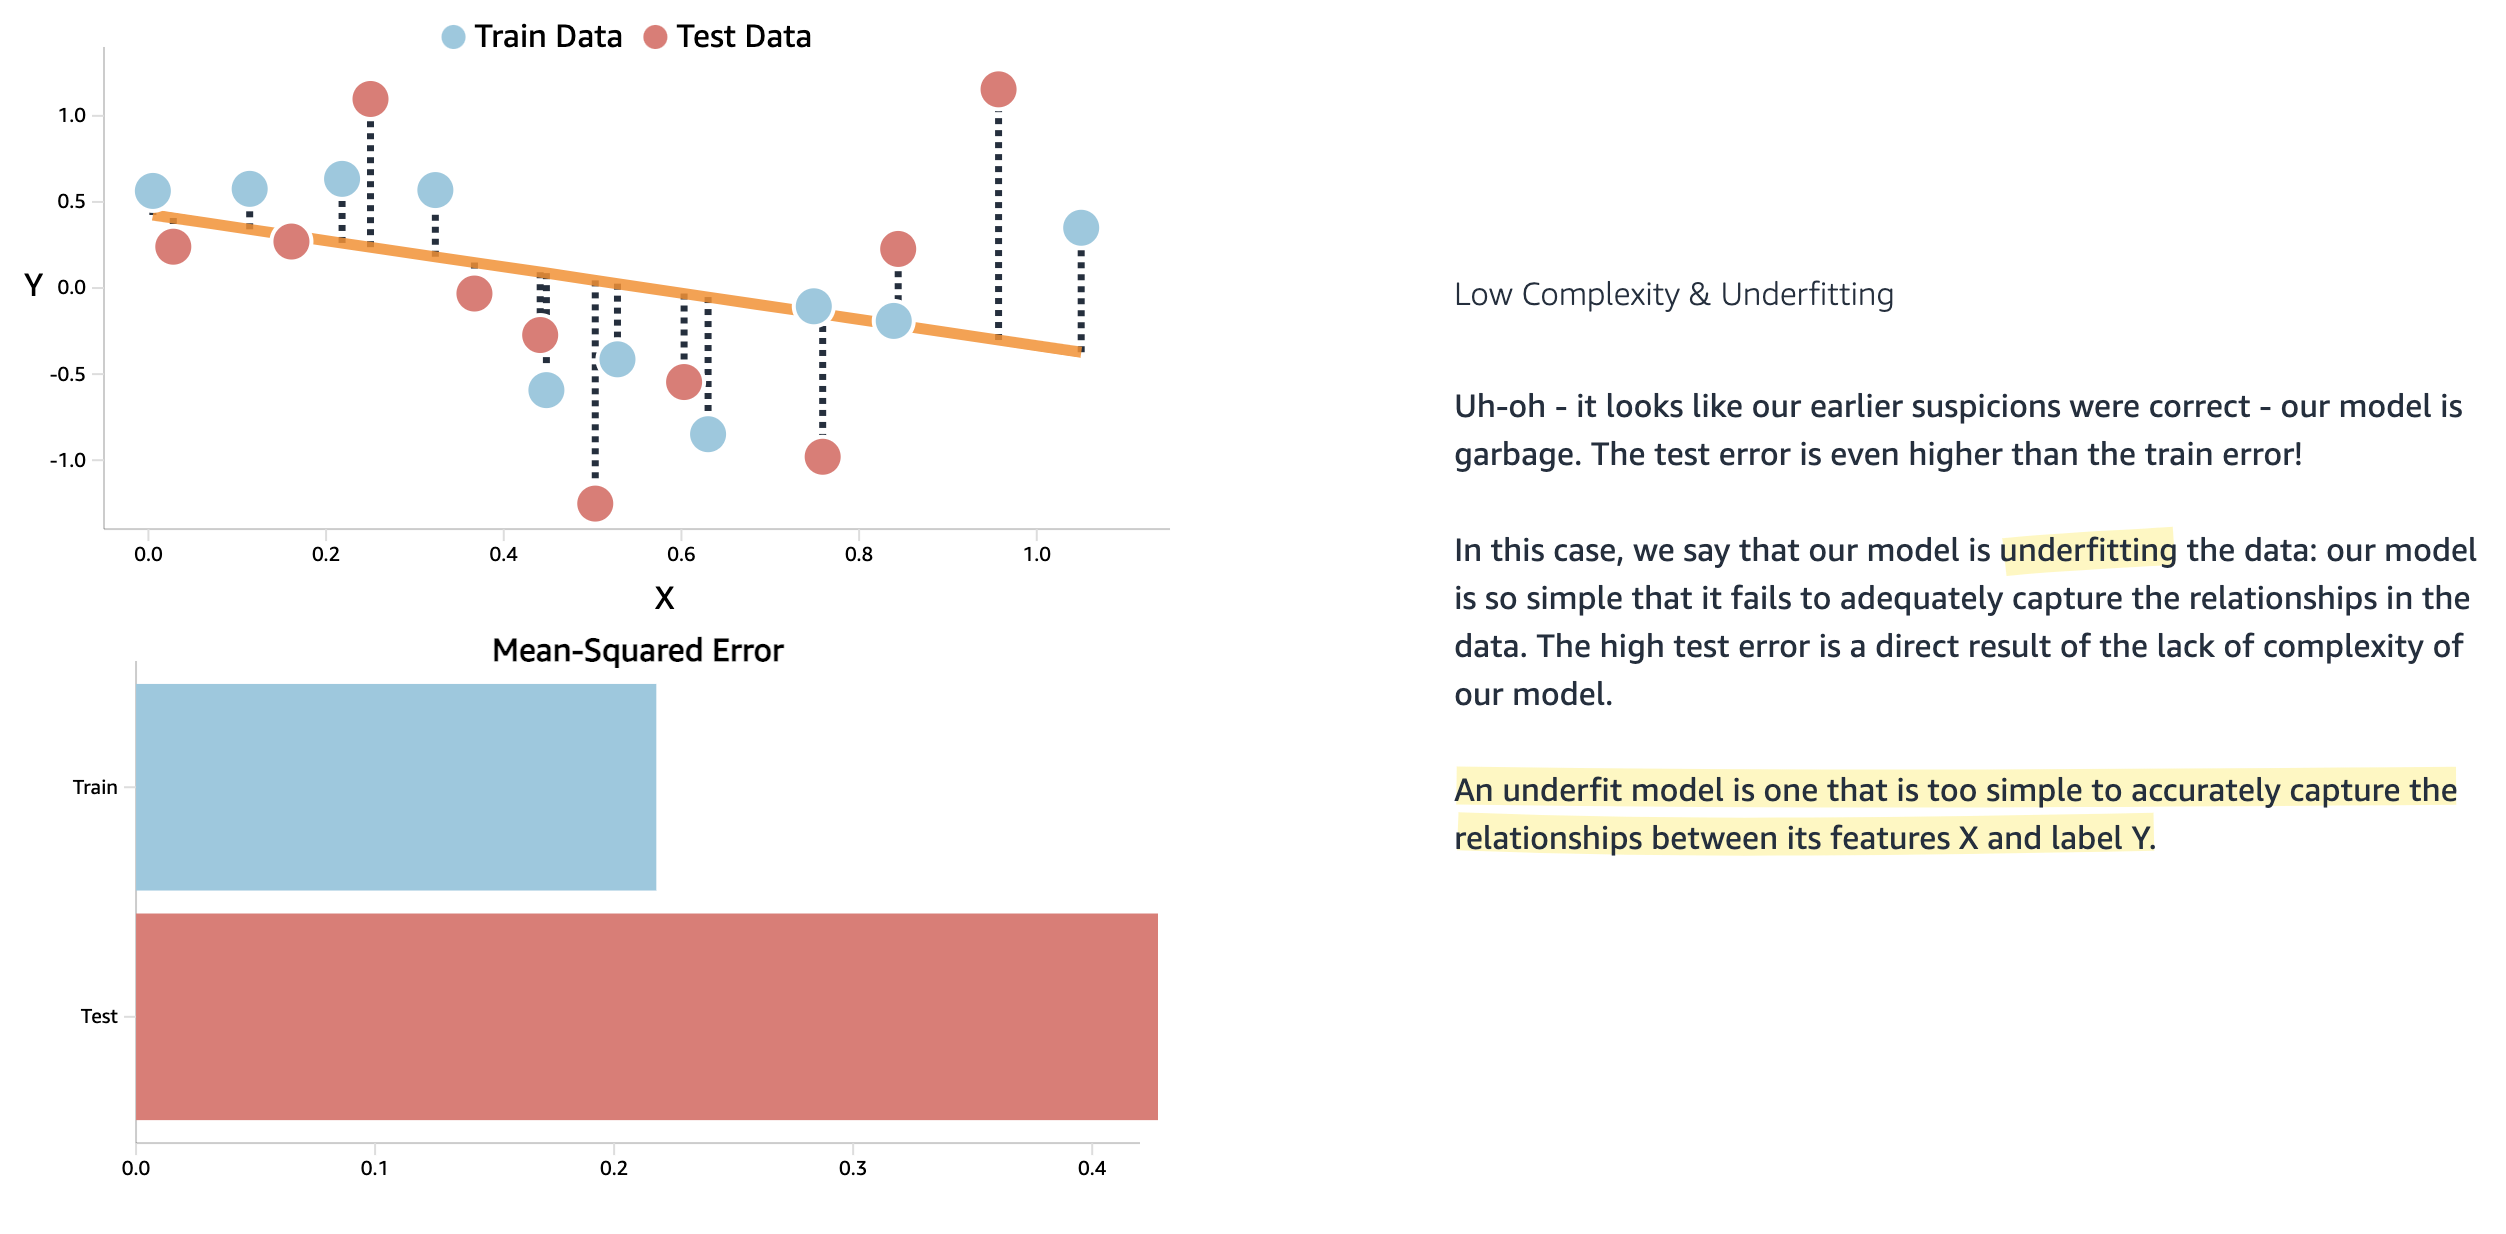 Train Data Test Data
1.0
0.5
Y 0.0
-0.5
-1.0
0.0 0.2 0.4 0.6 0.8 1.0
X
Mean-Squared Error
Train
Test
0.0 0.1 0.2 0.3 0.4
Low Complexity & Underfitting
Uh-oh - it looks like our earlier suspicions were correct - our model is
garbage. The test error is even higher than the train error!
In this case, we say that our model is underfitting the data: our model
is so simple that it fails to adequately capture the relationships in the
data. The high test error is a direct result of the lack of complexity of
our model.
An underfit model is one that is too simple to accurately capture the
relationships between its features X and label Y.